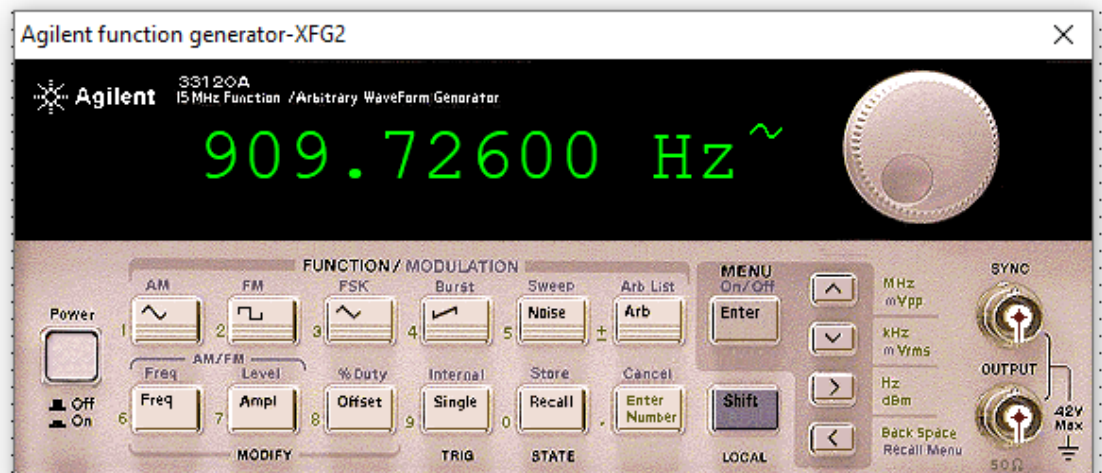 Agilent function generator-XFG2
Agilent
33120A
15 MHz Function /Arbitrary WaveForm Genorator
909.72600 Hz~
FUNCTION/ MODULATION
AM FM FSK Burst Sweep Arb List
Power
1 2 3 4 5 Noise ± Arb
MENU
On/Off
Enter
MHz
mVpp
kHz
mVrms
SYNC
AM/FM
Freq Level %Duty Internal Store Cancel
Off
On
6 Freq 7 Ampl 8 Offset 9 Single 0 Recall . Enter
Number
Shift
Hz
dBm
OUTPUT
Back Space
Recall Menu
42V
Max
MODIFY TRIG STATE LOCAL
50Ω